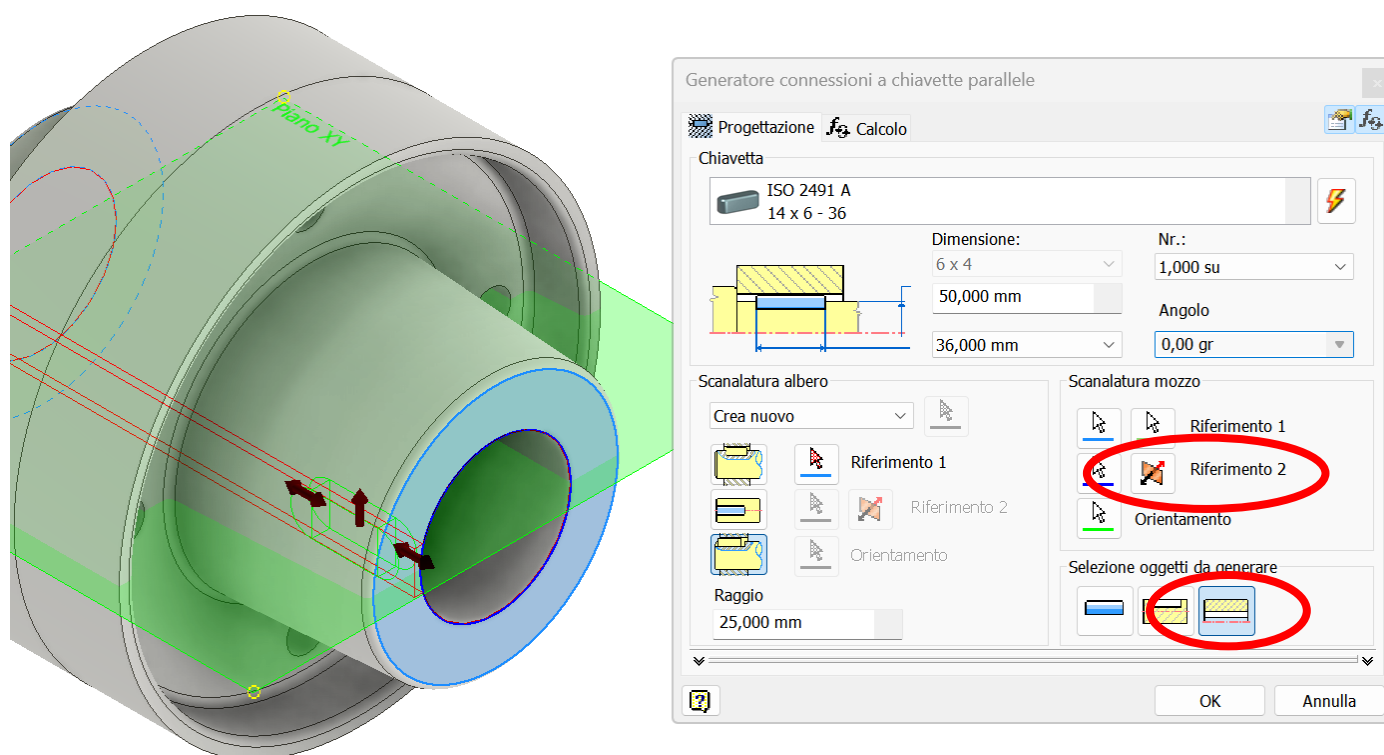 Piano XY
Generatore connessioni a chiavette parallele
Progettazione
Calcolo
Chiavetta
ISO 2491 A
14 x 6 - 36
Dimensione:
Nr.:
6 x 4
1,000 su
50,000 mm
Angolo
36,000 mm
0,00 gr
Scanalatura albero
Scanalatura mozzo
Crea nuovo
Riferimento 1
Riferimento 1
Riferimento 2
Riferimento 2
Orientamento
Orientamento
Selezione oggetti da generare
Raggio
25,000 mm
OK
Annulla